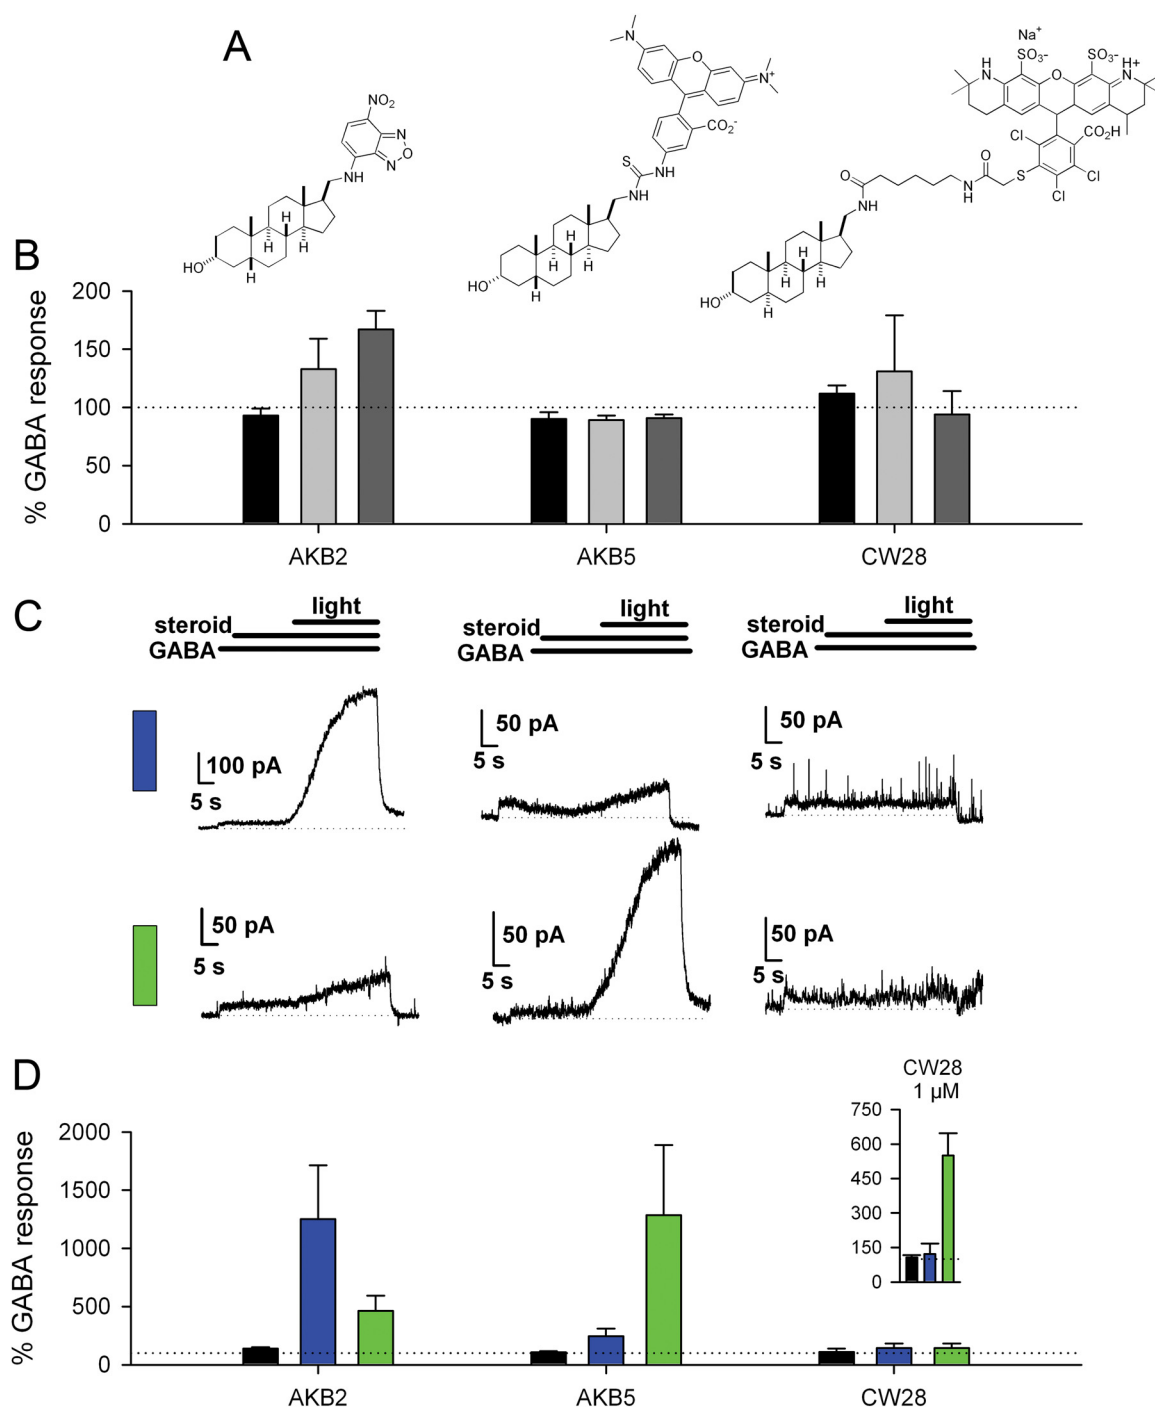 A
NO₂
N
O
N
NH
H
H
H
HO
H
N
O
N⁺
CO₂⁻
S
NH
NH
H
H
H
HO
H
Na⁺
SO₃⁻
SO₃⁻
H
N
O
H
N⁺
Cl
CO₂H
Cl
Cl
S
O
N
H
O
NH
H
H
H
HO
H
B
% GABA response
200
150
100
50
0
AKB2
AKB5
CW28
C
light
steroid
GABA
light
steroid
GABA
light
steroid
GABA
100 pA
5 s
50 pA
5 s
50 pA
5 s
50 pA
5 s
50 pA
5 s
50 pA
5 s
D
% GABA response
2000
1500
1000
500
0
AKB2
AKB5
CW28
CW28
1 µM
750
600
450
300
150
0